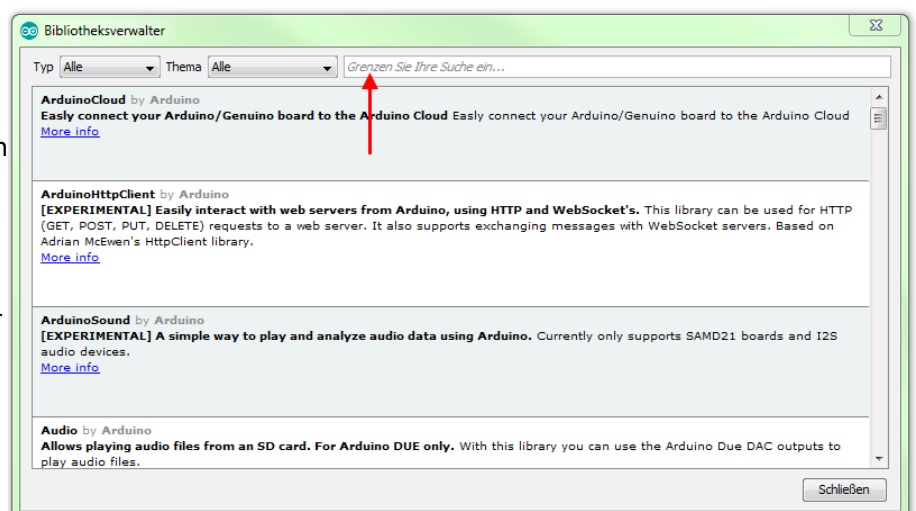 Bibliotheksverwalter
Typ Alle Thema Alle Grenzen Sie Ihre Suche ein...
ArduinoCloud by Arduino
Easly connect your Arduino/Genuino board to the Arduino Cloud Easly connect your Arduino/Genuino board to the Arduino Cloud
More info
ArduinoHttpClient by Arduino
[EXPERIMENTAL] Easily interact with web servers from Arduino, using HTTP and WebSocket's. This library can be used for HTTP
(GET, POST, PUT, DELETE) requests to a web server. It also supports exchanging messages with WebSocket servers. Based on
Adrian McEwen's HttpClient library.
More info
ArduinoSound by Arduino
[EXPERIMENTAL] A simple way to play and analyze audio data using Arduino. Currently only supports SAMD21 boards and I2S
audio devices.
More info
Audio by Arduino
Allows playing audio files from an SD card. For Arduino DUE only. With this library you can use the Arduino Due DAC outputs to
play audio files.
Schließen